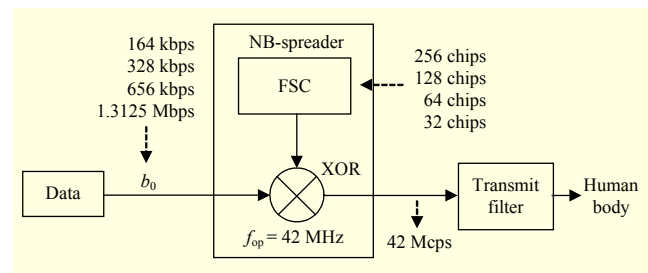 164 kbps
328 kbps
656 kbps
1.3125 Mbps
NB-spreader
FSC
256 chips
128 chips
64 chips
32 chips
Data
b0
XOR
fop = 42 MHz
42 Mcps
Transmit
filter
Human
body